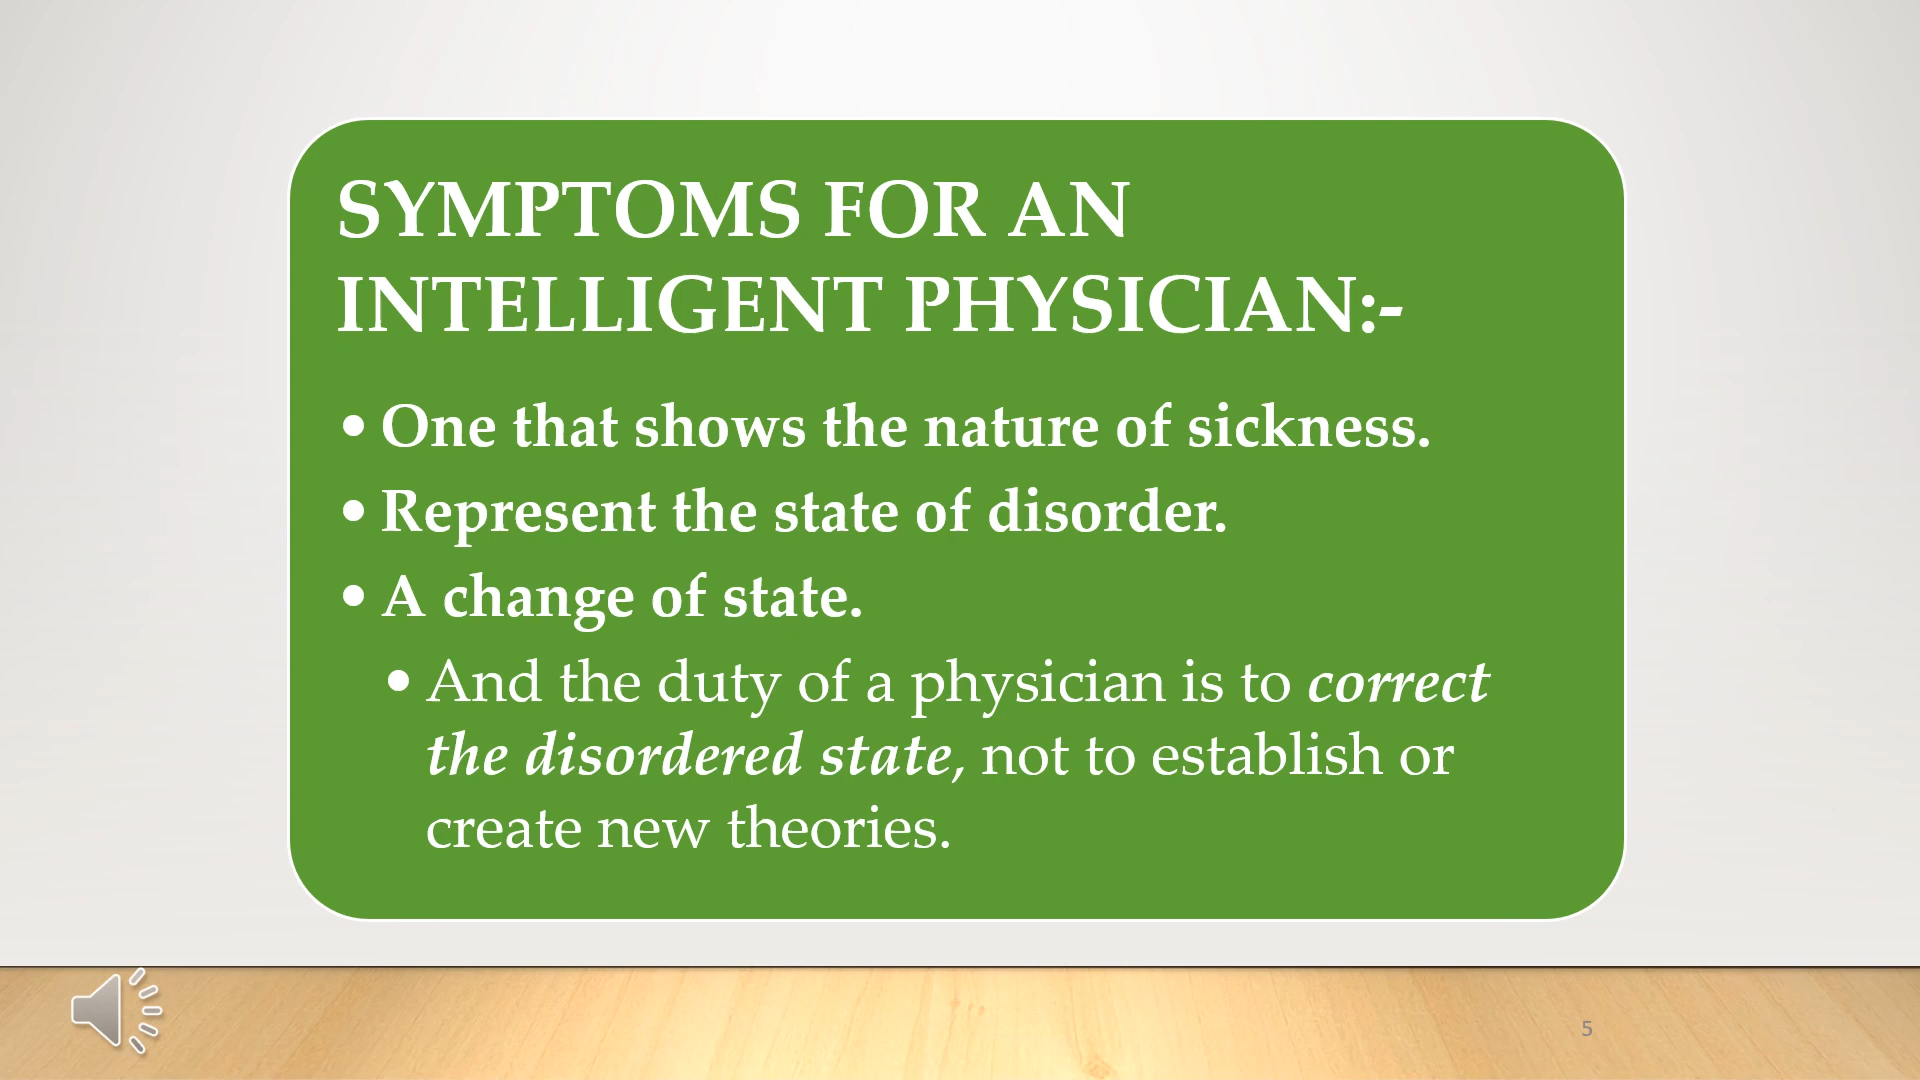 SYMPTOMS FOR AN
INTELLIGENT PHYSICIAN:-
• One that shows the nature of sickness.
• Represent the state of disorder.
• A change of state.
• And the duty of a physician is to correct
the disordered state, not to establish or
create new theories.
5